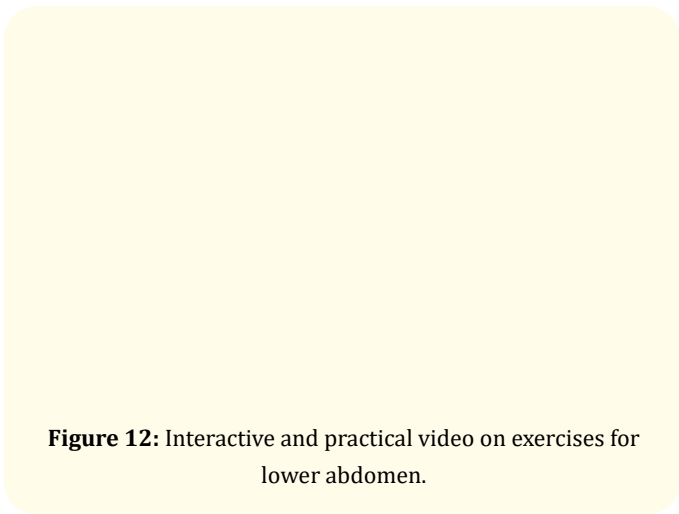 Figure 12: Interactive and practical video on exercises for
lower abdomen.